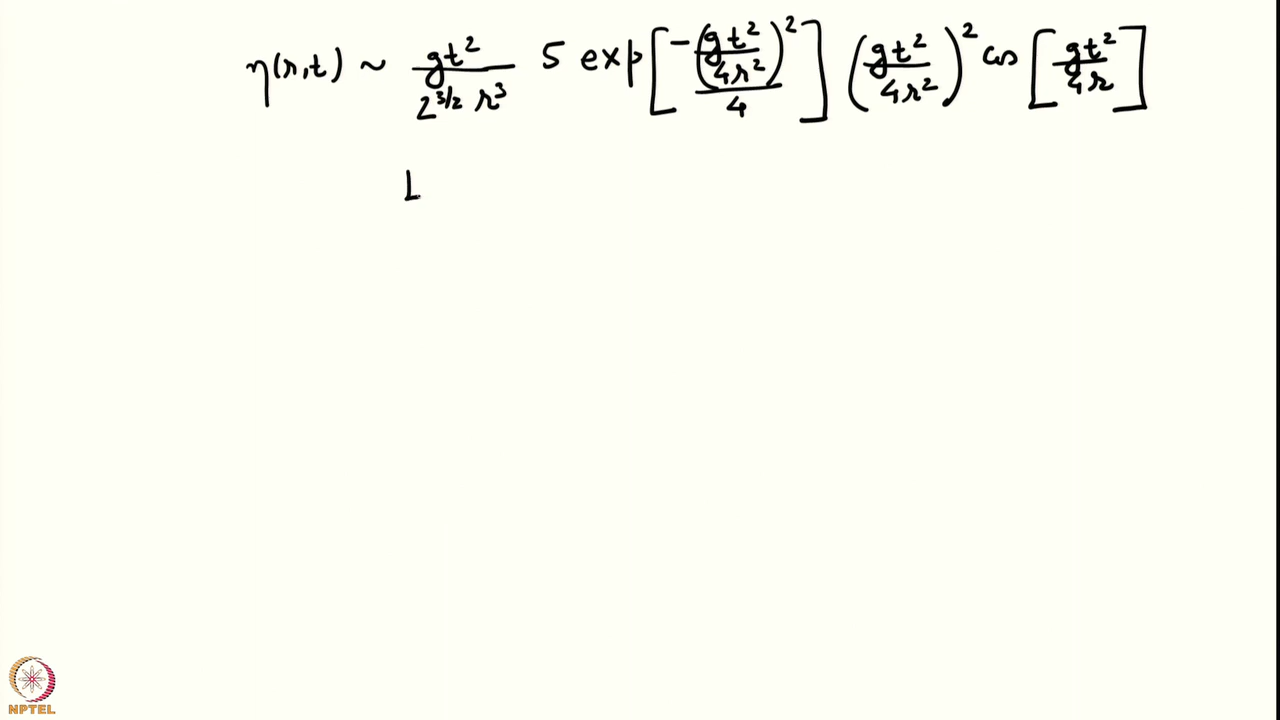 η(r,t) ~ gt²/(2^{3/2} r³) 5 exp[-(gt²/4r²)²/4] (gt²/4r²)² cos[gt²/4r]
L
NPTEL